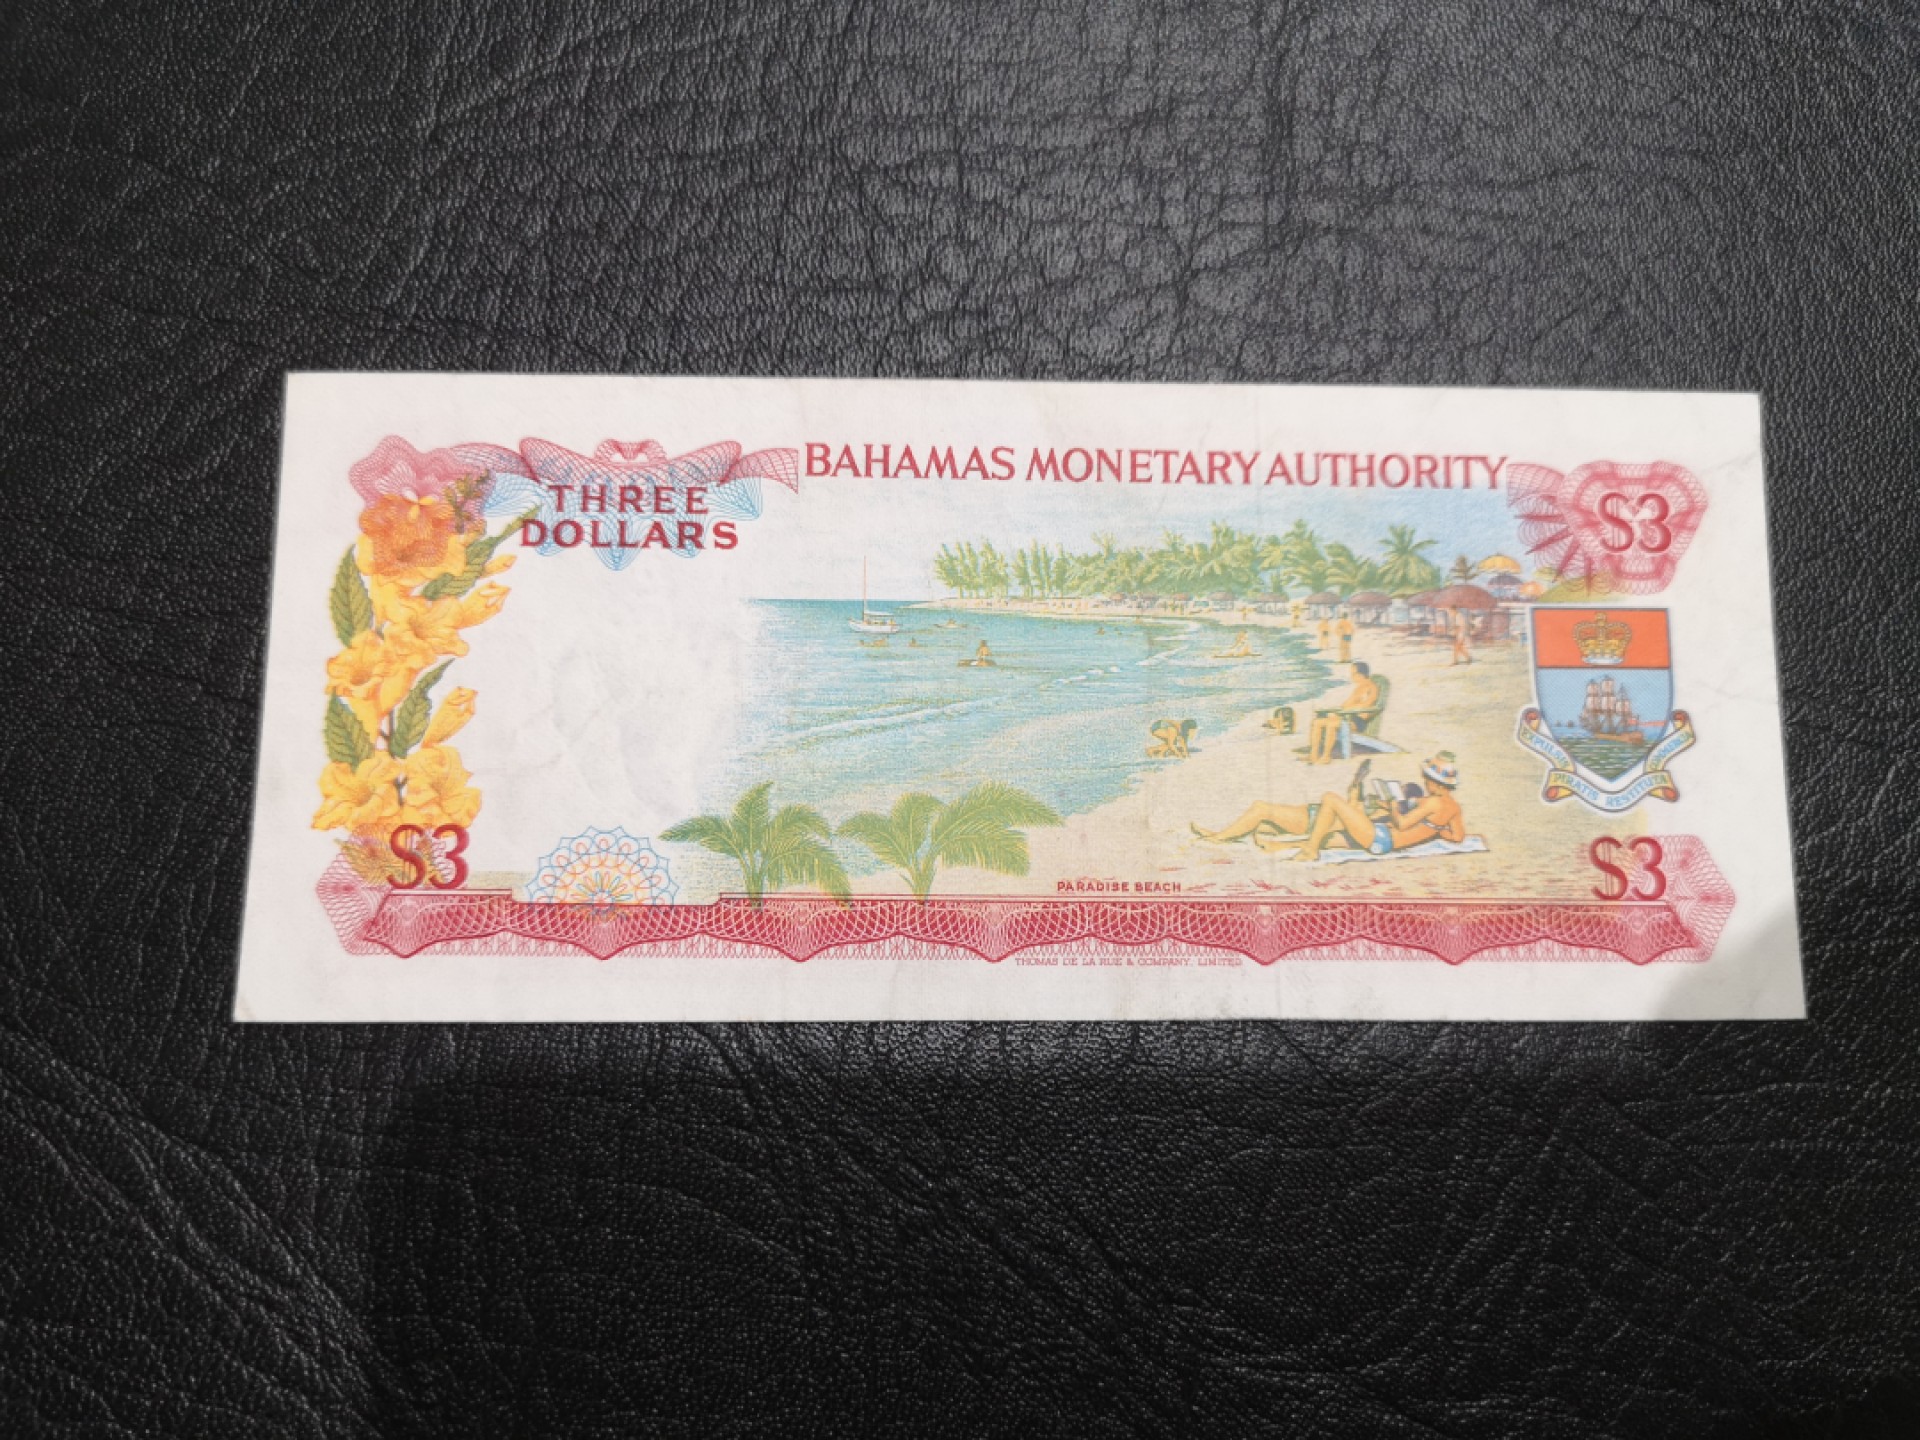 BAHAMAS MONETARY AUTHORITY
THREE
DOLLARS
$3
EXPULSIS
PIRATIS RESTITUTA
COMMERCIA
$3
PARADISE BEACH
$3
THOMAS DE LA RUE & COMPANY, LIMITED